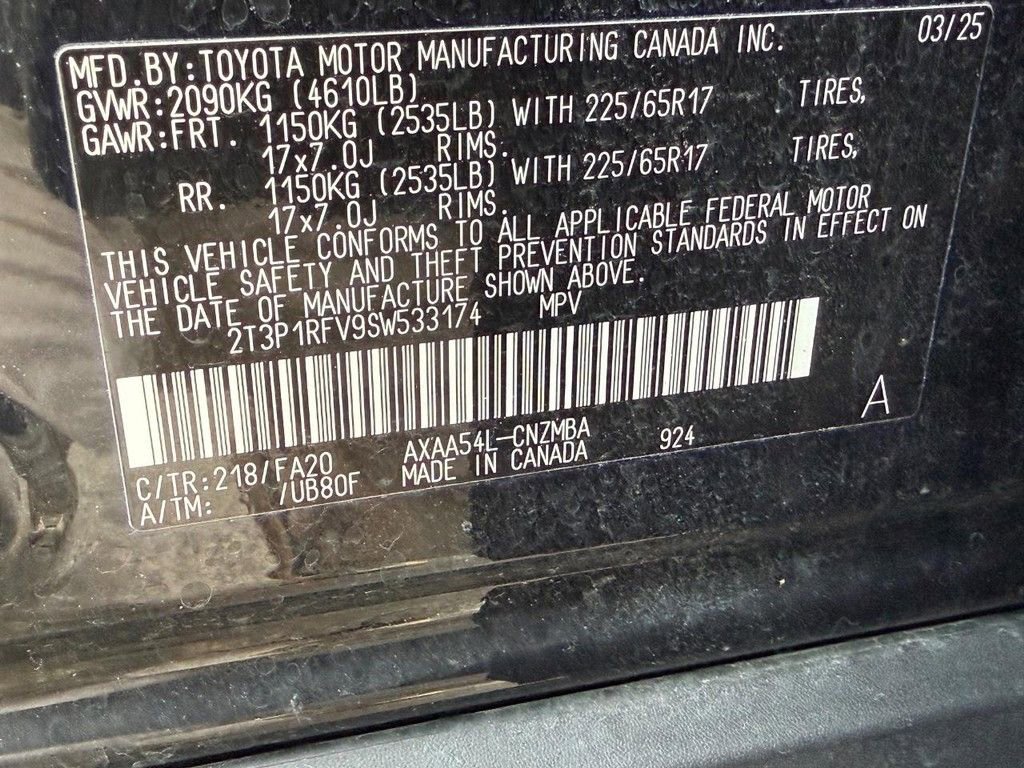 03/25
MFD.BY:TOYOTA MOTOR MANUFACTURING CANADA INC.
GVWR:2090KG (4610LB)
GAWR:FRT. 1150KG (2535LB) WITH 225/65R17 TIRES,
17x7.0J RIMS.
RR. 1150KG (2535LB) WITH 225/65R17 TIRES,
17x7.0J RIMS.
THIS VEHICLE CONFORMS TO ALL APPLICABLE FEDERAL MOTOR
VEHICLE SAFETY AND THEFT PREVENTION STANDARDS IN EFFECT ON
THE DATE OF MANUFACTURE SHOWN ABOVE.
2T3P1RFV9SW533174 MPV
A
C/TR:218/FA20 AXAA54L-CNZMBA 924
A/TM: /UB80F MADE IN CANADA